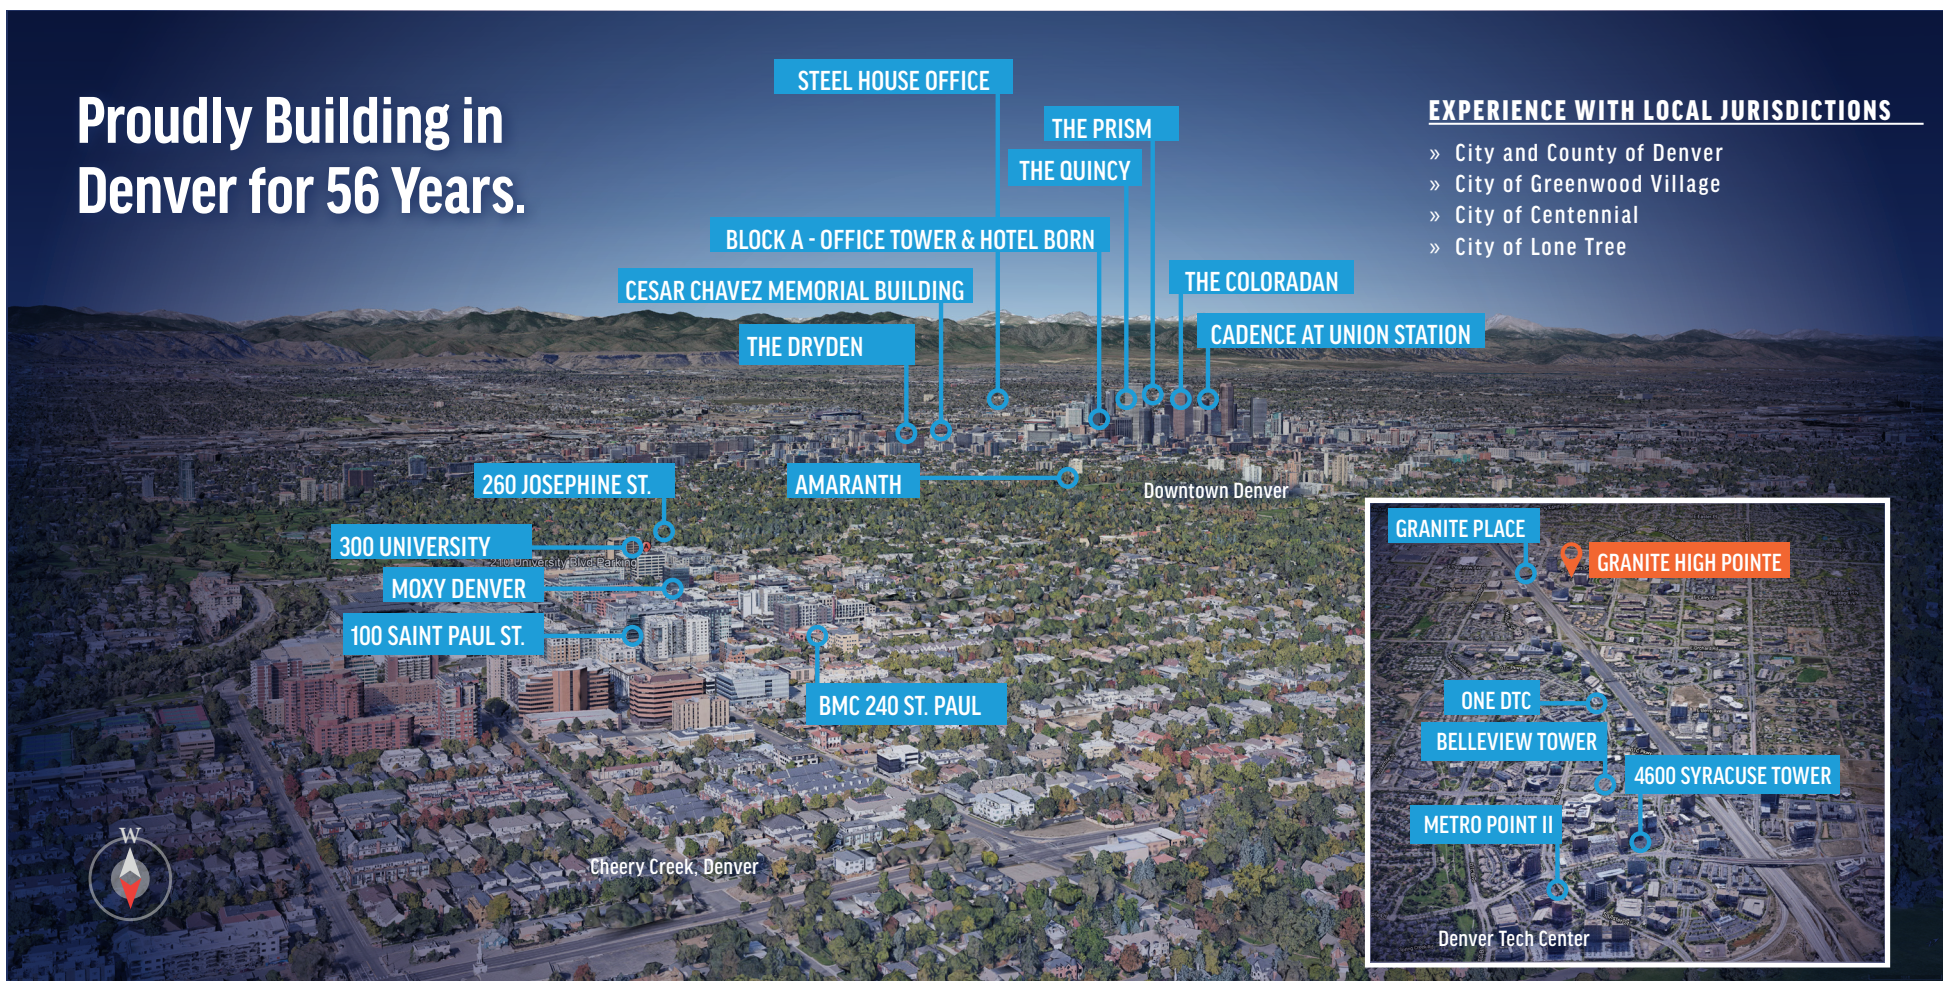 Proudly Building in
Denver for 56 Years.
STEEL HOUSE OFFICE
THE PRISM
THE QUINCY
BLOCK A - OFFICE TOWER & HOTEL BORN
CESAR CHAVEZ MEMORIAL BUILDING
THE COLORADAN
THE DRYDEN
CADENCE AT UNION STATION
EXPERIENCE WITH LOCAL JURISDICTIONS
» City and County of Denver
» City of Greenwood Village
» City of Centennial
» City of Lone Tree
260 JOSEPHINE ST.
AMARANTH
Downtown Denver
300 UNIVERSITY
210 University Blvd Parking
MOXY DENVER
100 SAINT PAUL ST.
BMC 240 ST. PAUL
Cheery Creek, Denver
W
GRANITE PLACE
GRANITE HIGH POINTE
ONE DTC
BELLEVIEW TOWER
4600 SYRACUSE TOWER
METRO POINT II
Denver Tech Center